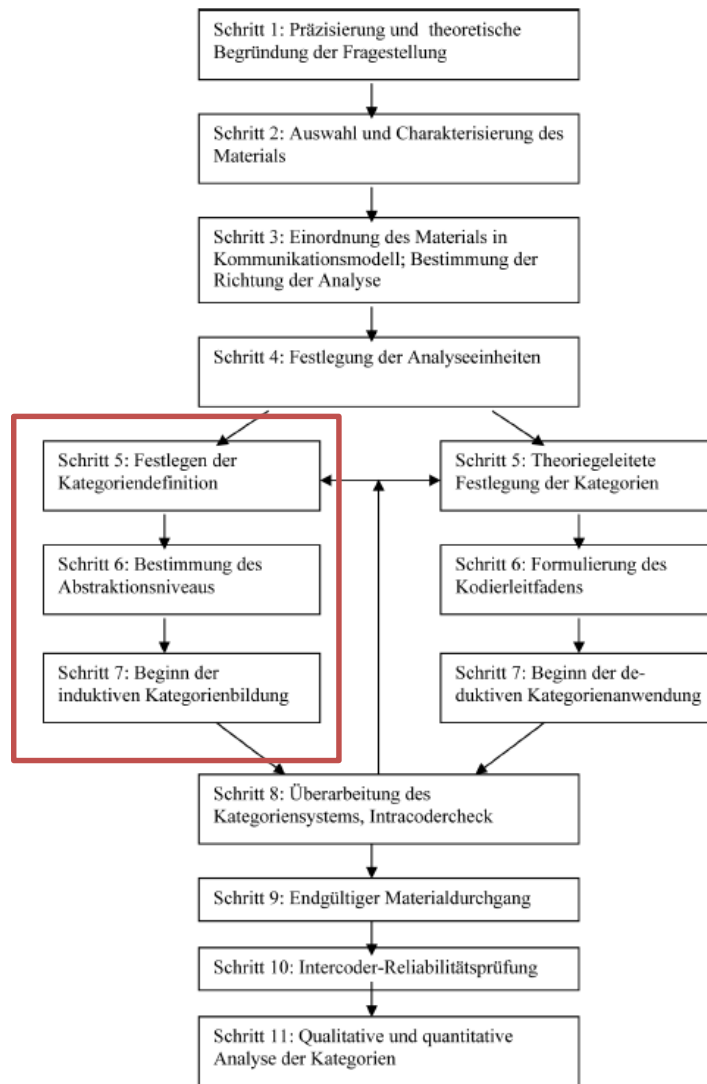 Schritt 1: Präzisierung und theoretische
Begründung der Fragestellung
Schritt 2: Auswahl und Charakterisierung des
Materials
Schritt 3: Einordnung des Materials in
Kommunikationsmodell; Bestimmung der
Richtung der Analyse
Schritt 4: Festlegung der Analyseeinheiten
Schritt 5: Festlegen der
Kategoriendefinition
Schritt 6: Bestimmung des
Abstraktionsniveaus
Schritt 7: Beginn der
induktiven Kategorienbildung
Schritt 5: Theoriegeleitete
Festlegung der Kategorien
Schritt 6: Formulierung des
Kodierleitfadens
Schritt 7: Beginn der de-
duktiven Kategorienanwendung
Schritt 8: Überarbeitung des
Kategoriensystems, Intracodercheck
Schritt 9: Endgültiger Materialdurchgang
Schritt 10: Intercoder-Reliabilitätsprüfung
Schritt 11: Qualitative und quantitative
Analyse der Kategorien